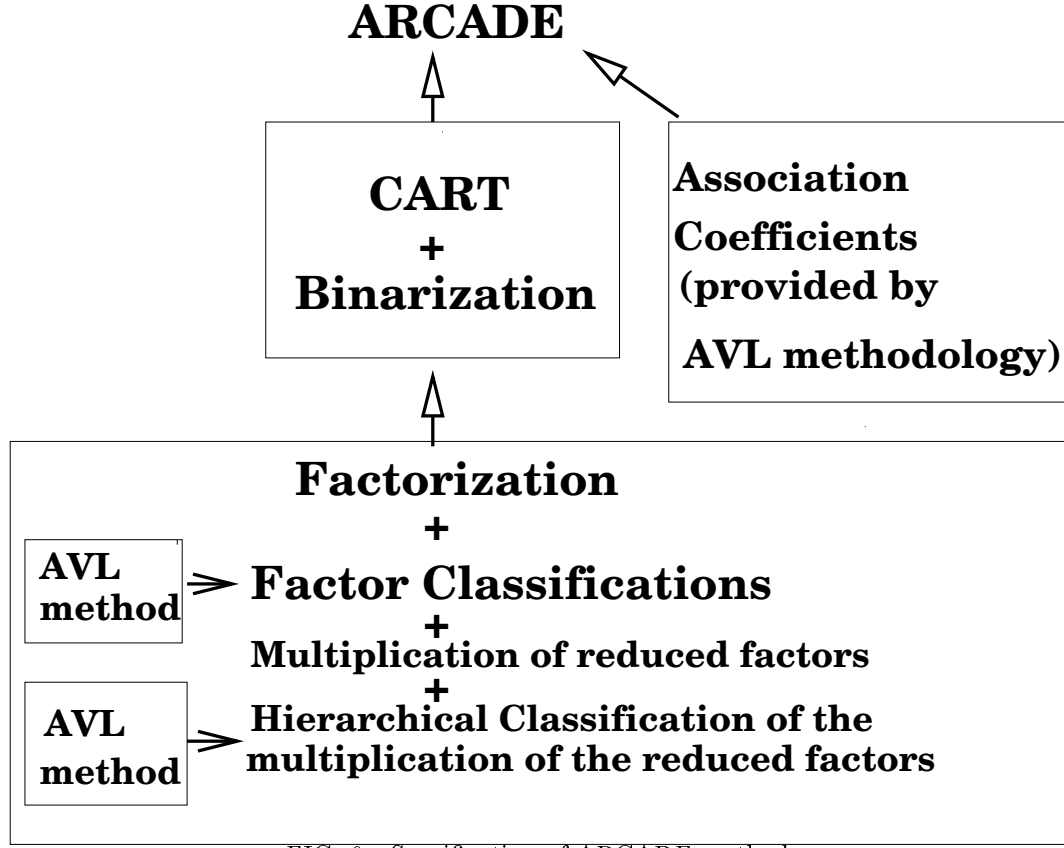 ARCADE
CART
+
Binarization
Association
Coefficients
(provided by
AVL methodology)
Factorization
+
AVL
method
Factor Classifications
+
Multiplication of reduced factors
+
AVL
method
Hierarchical Classification of the
multiplication of the reduced factors